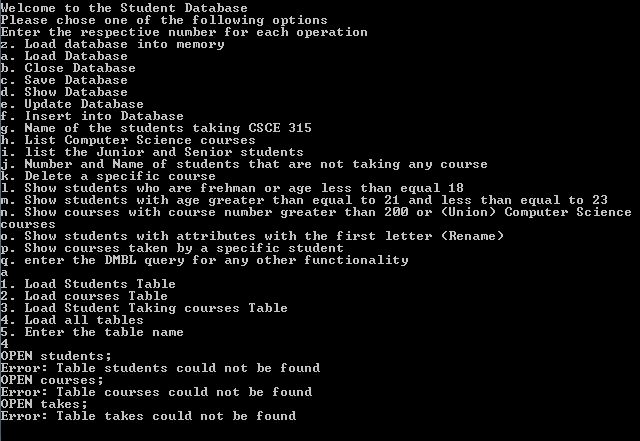 Welcome to the Student Database
Please chose one of the following options
Enter the respective number for each operation
z. Load database into memory
a. Load Database
b. Close Database
c. Save Database
d. Show Database
e. Update Database
f. Insert into Database
g. Name of the students taking CSCE 315
h. List Computer Science courses
i. list the Junior and Senior students
j. Number and Name of students that are not taking any course
k. Delete a specific course
l. Show students who are frehman or age less than equal 18
m. Show students with age greater than equal to 21 and less than equal to 23
n. Show courses with course number greater than 200 or (Union) Computer Science
courses
o. Show students with attributes with the first letter (Rename)
p. Show courses taken by a specific student
q. enter the DMBL query for any other functionality
a
1. Load Students Table
2. Load courses Table
3. Load Student Taking courses Table
4. Load all tables
5. Enter the table name
4
OPEN students;
Error: Table students could not be found
OPEN courses;
Error: Table courses could not be found
OPEN takes;
Error: Table takes could not be found